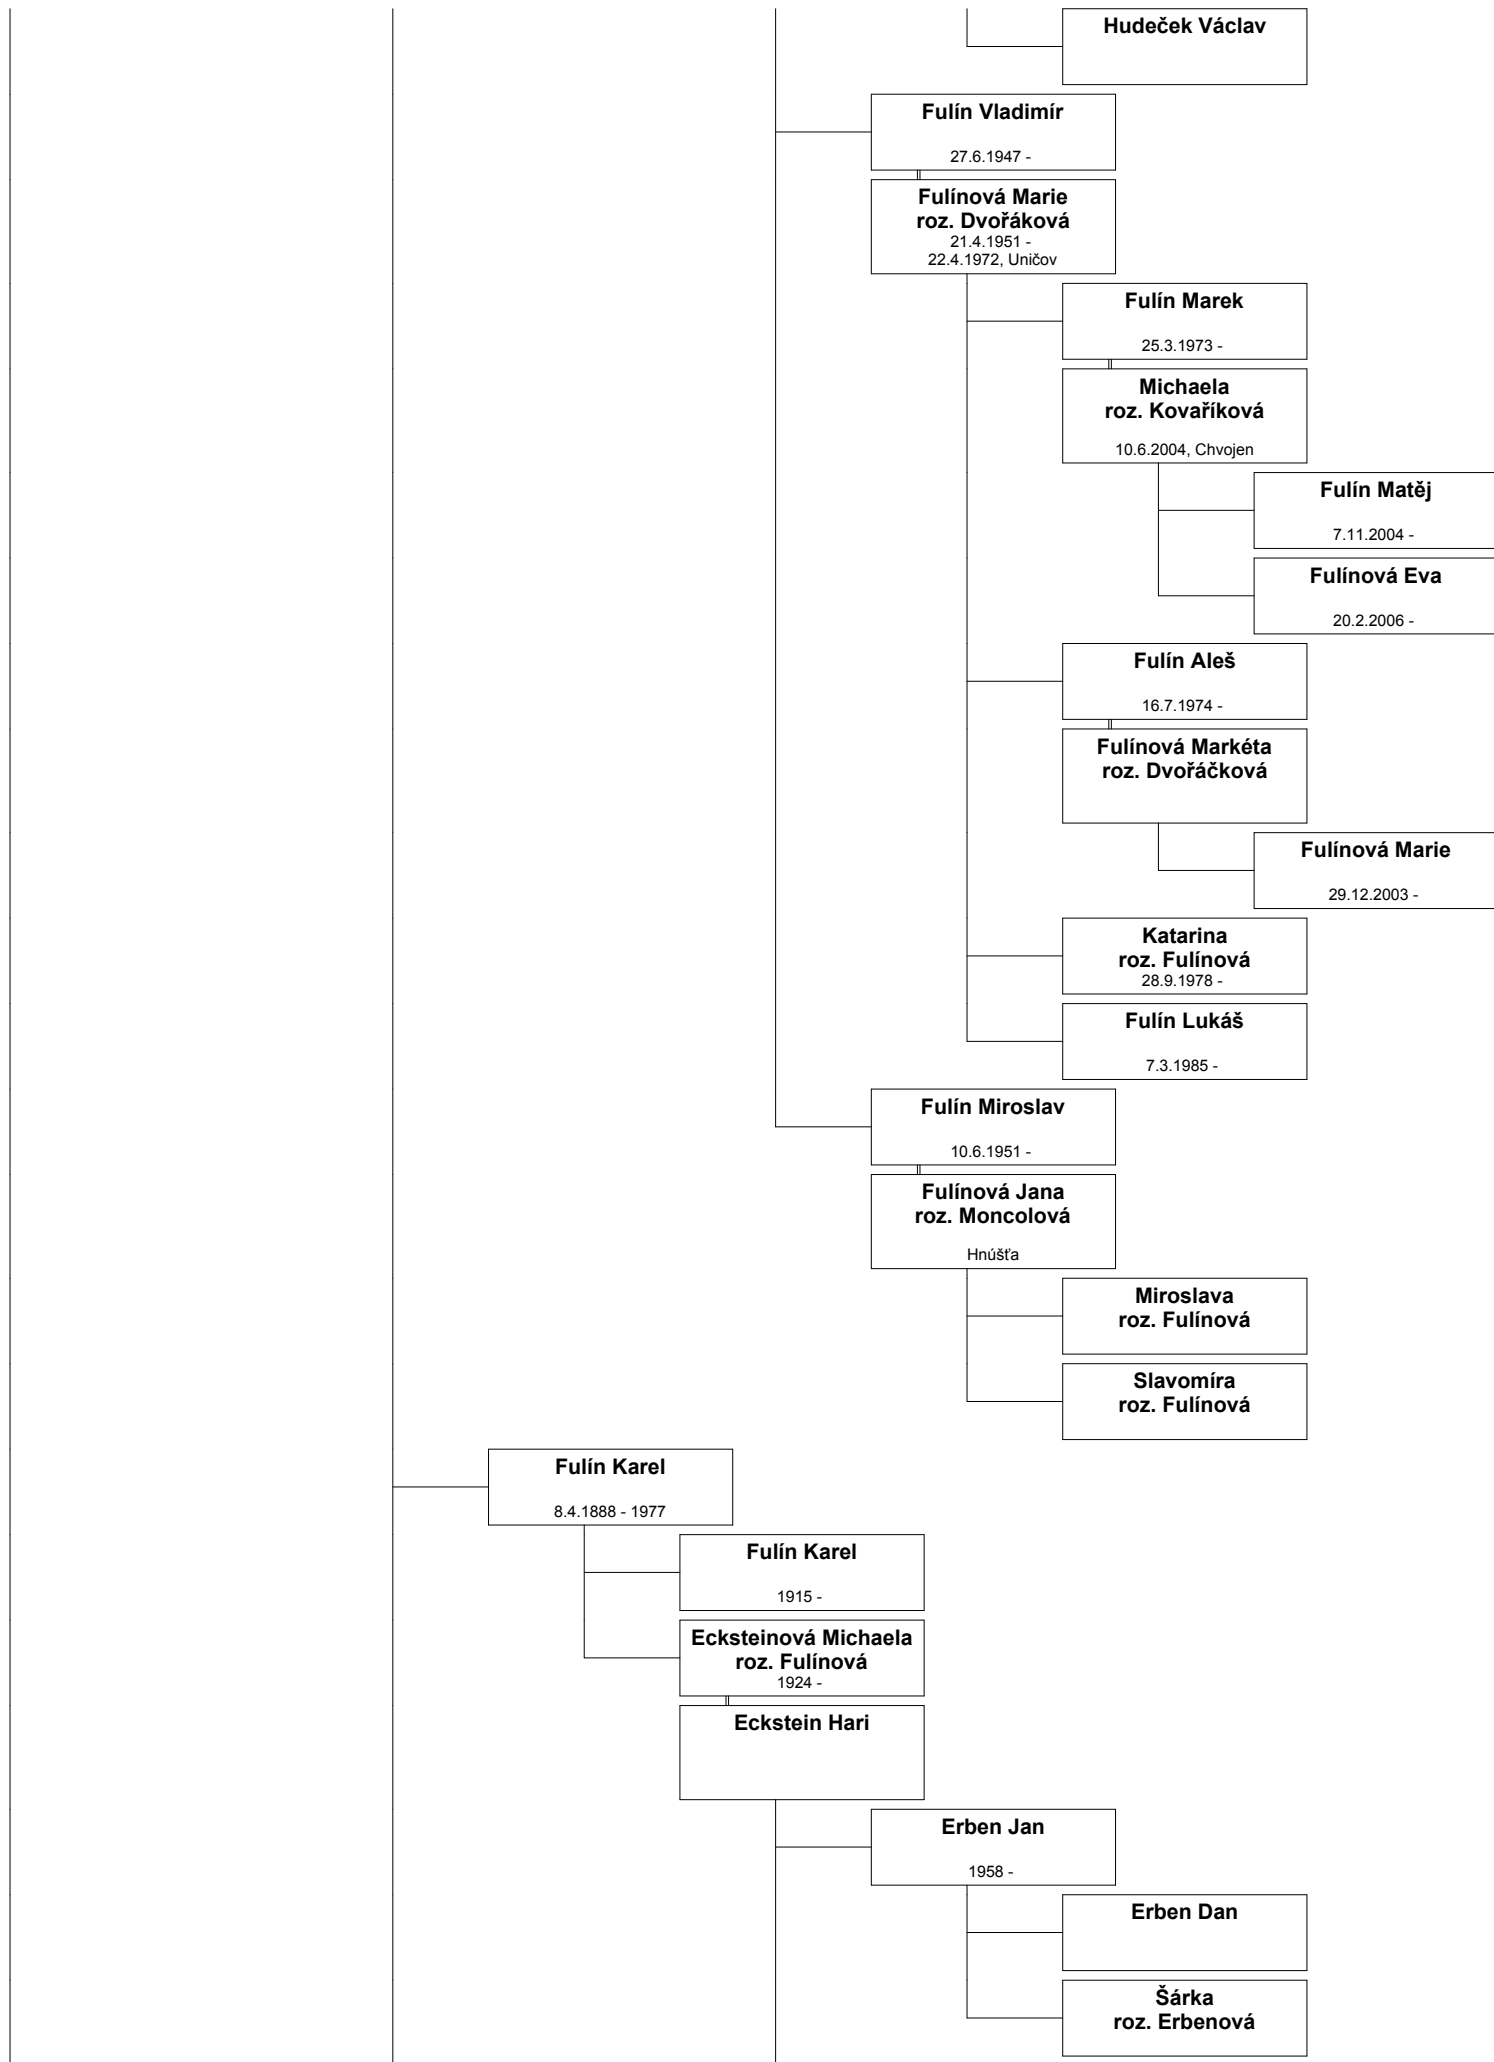 Hudeček Václav
Fulín Vladimír
27.6.1947 -
Fulínová Marie
roz. Dvořáková
21.4.1951 -
22.4.1972, Uničov
Fulín Marek
25.3.1973 -
Michaela
roz. Kovaříková
10.6.2004, Chvojen
Fulín Matěj
7.11.2004 -
Fulínová Eva
20.2.2006 -
Fulín Aleš
16.7.1974 -
Fulínová Markéta
roz. Dvořáčková
Fulínová Marie
29.12.2003 -
Katarina
roz. Fulínová
28.9.1978 -
Fulín Lukáš
7.3.1985 -
Fulín Miroslav
10.6.1951 -
Fulínová Jana
roz. Moncolová
Hnúšťa
Miroslava
roz. Fulínová
Slavomíra
roz. Fulínová
Fulín Karel
8.4.1888 - 1977
Fulín Karel
1915 -
Ecksteinová Michaela
roz. Fulínová
1924 -
Eckstein Hari
Erben Jan
1958 -
Erben Dan
Šárka
roz. Erbenová